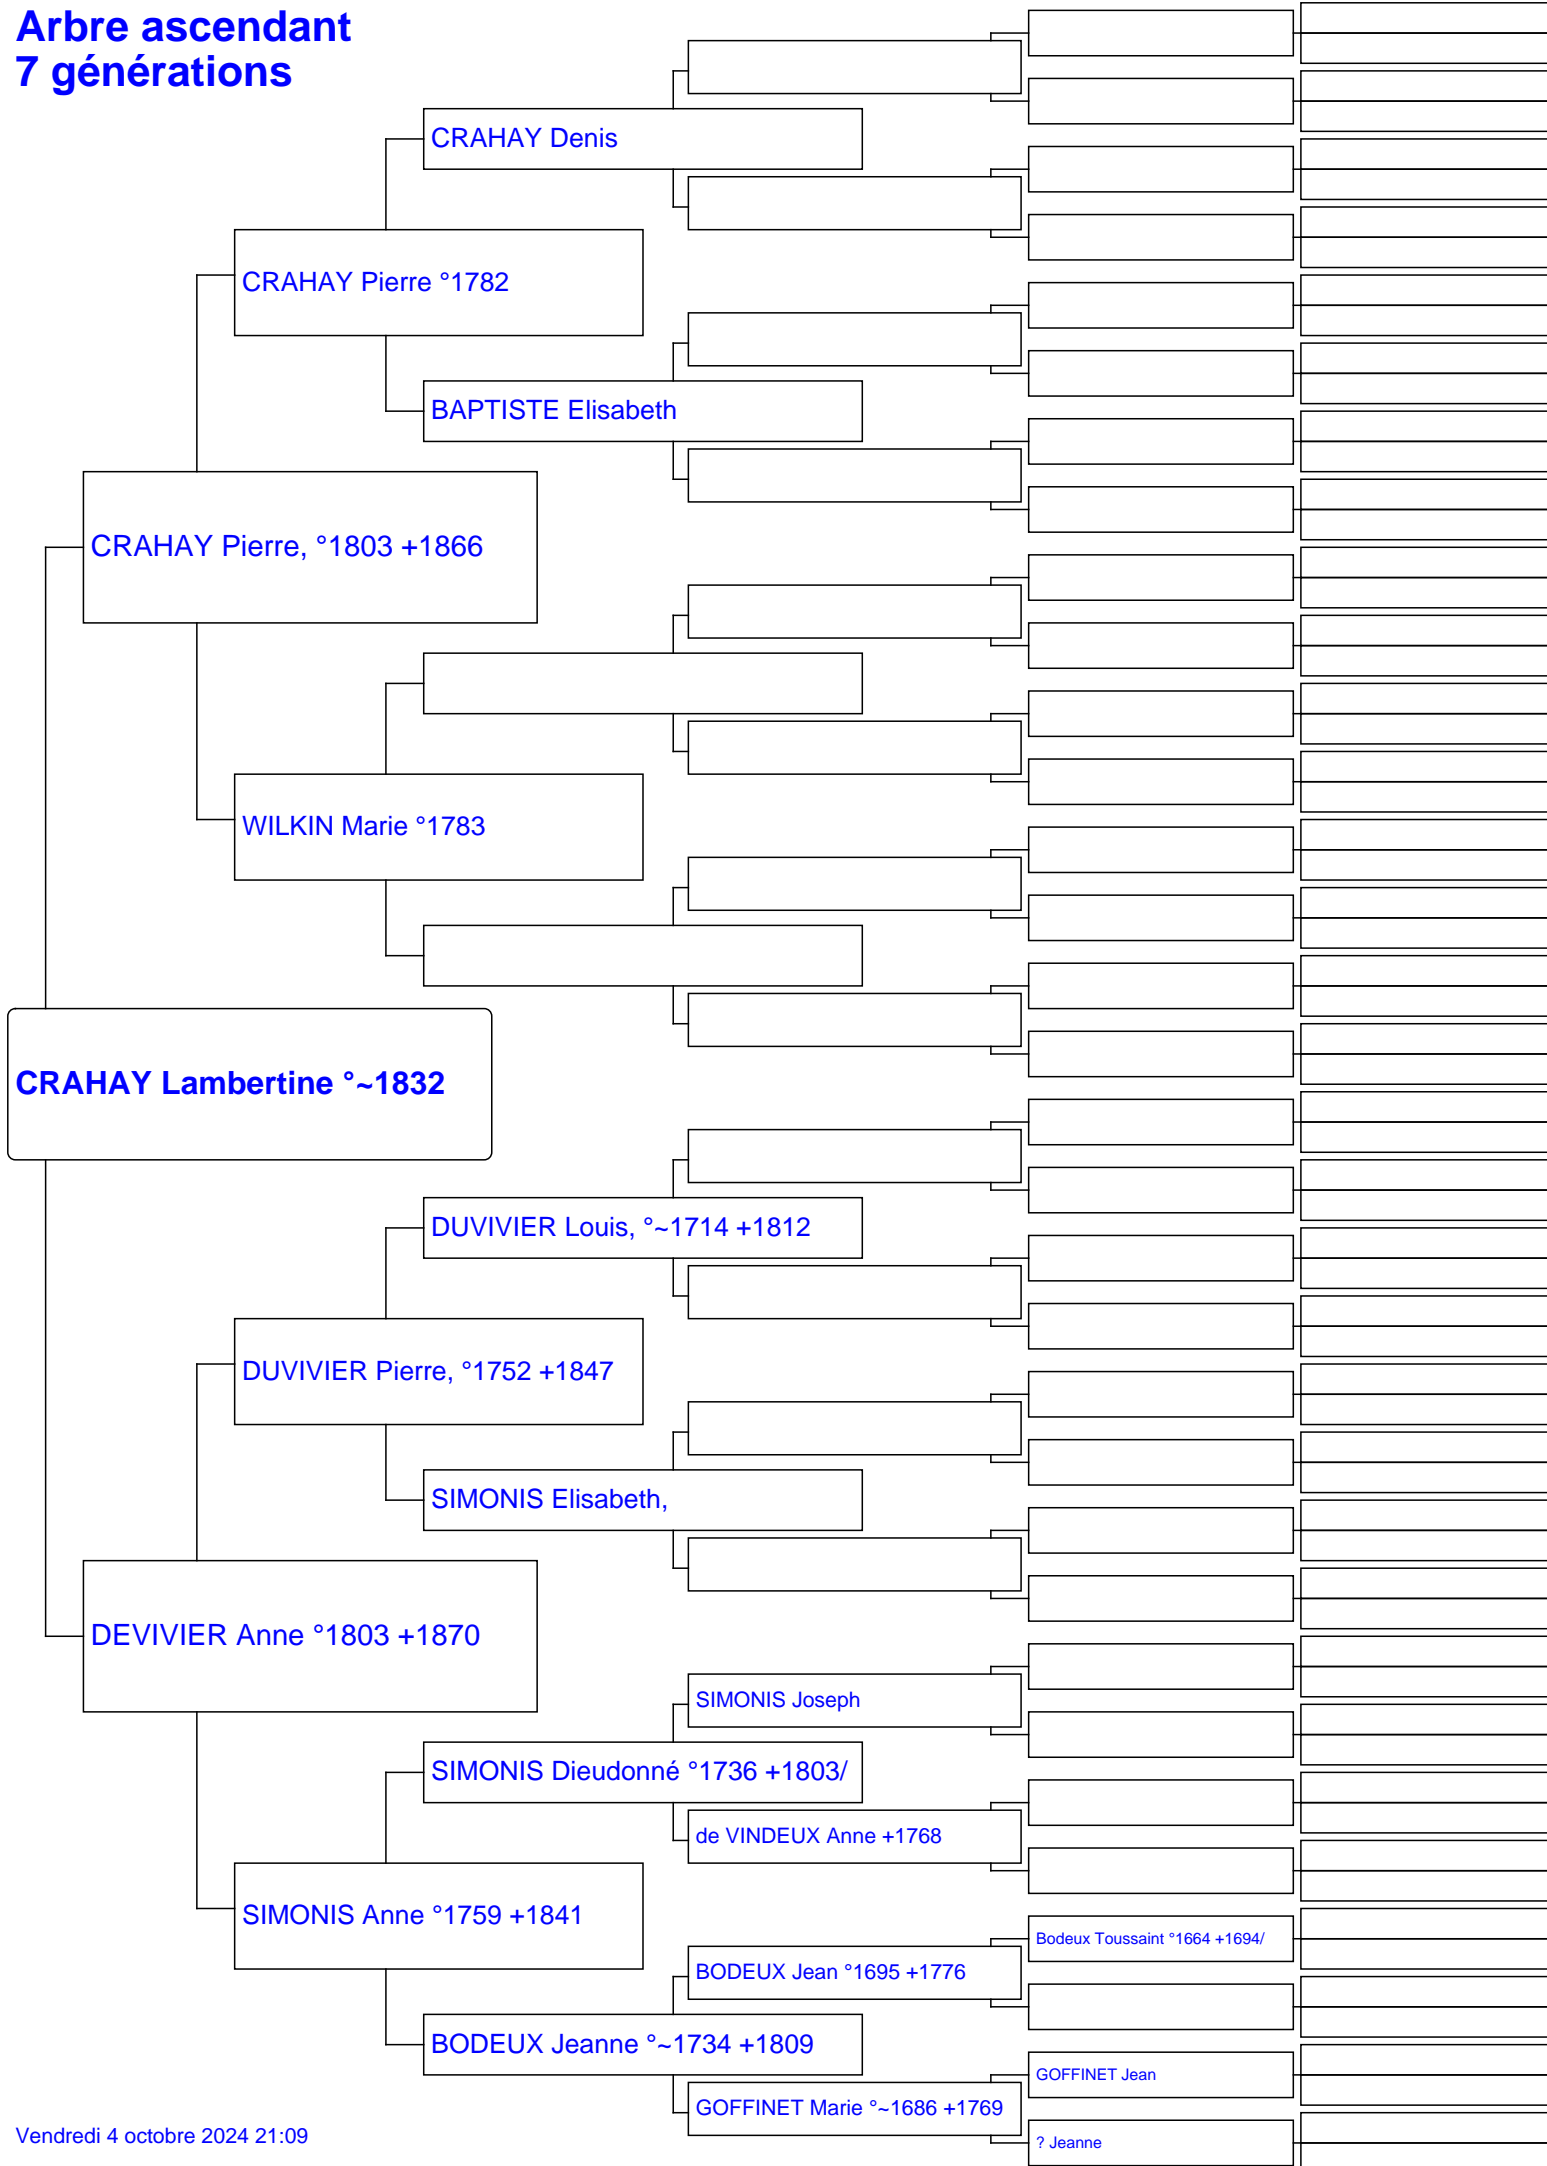 Arbre ascendant
7 générations
CRAHAY Denis
CRAHAY Pierre °1782
BAPTISTE Elisabeth
CRAHAY Pierre, °1803 +1866
WILKIN Marie °1783
CRAHAY Lambertine °~1832
DUVIVIER Louis, °~1714 +1812
DUVIVIER Pierre, °1752 +1847
SIMONIS Elisabeth,
DEVIVIER Anne °1803 +1870
SIMONIS Joseph
SIMONIS Dieudonné °1736 +1803/
de VINDEUX Anne +1768
SIMONIS Anne °1759 +1841
Bodeux Toussaint °1664 +1694/
BODEUX Jean °1695 +1776
BODEUX Jeanne °~1734 +1809
GOFFINET Jean
GOFFINET Marie °~1686 +1769
? Jeanne
Vendredi 4 octobre 2024 21:09